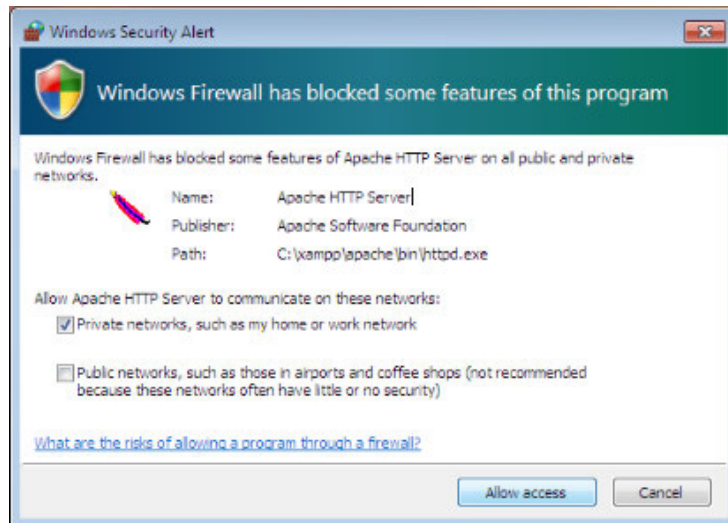 Windows Security Alert
Windows Firewall has blocked some features of this program
Windows Firewall has blocked some features of Apache HTTP Server on all public and private
networks.
Name: Apache HTTP Server
Publisher: Apache Software Foundation
Path: C:\xampp\apache\bin\httpd.exe
Allow Apache HTTP Server to communicate on these networks:
Private networks, such as my home or work network
Public networks, such as those in airports and coffee shops (not recommended
because these networks often have little or no security)
What are the risks of allowing a program through a firewall?
Allow access Cancel